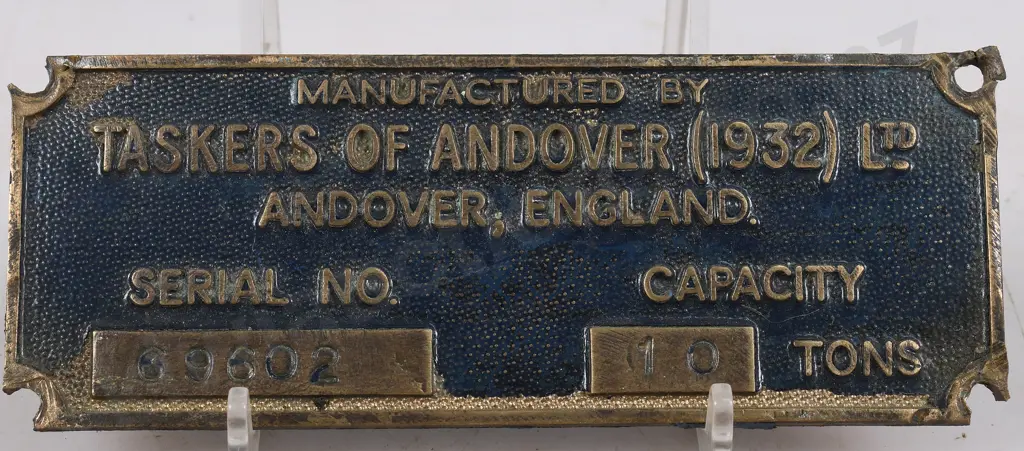 MANUFACTURED BY
TASKERS OF ANDOVER (1932) LTD
ANDOVER, ENGLAND.
SERIAL NO. CAPACITY
69602 10 TONS